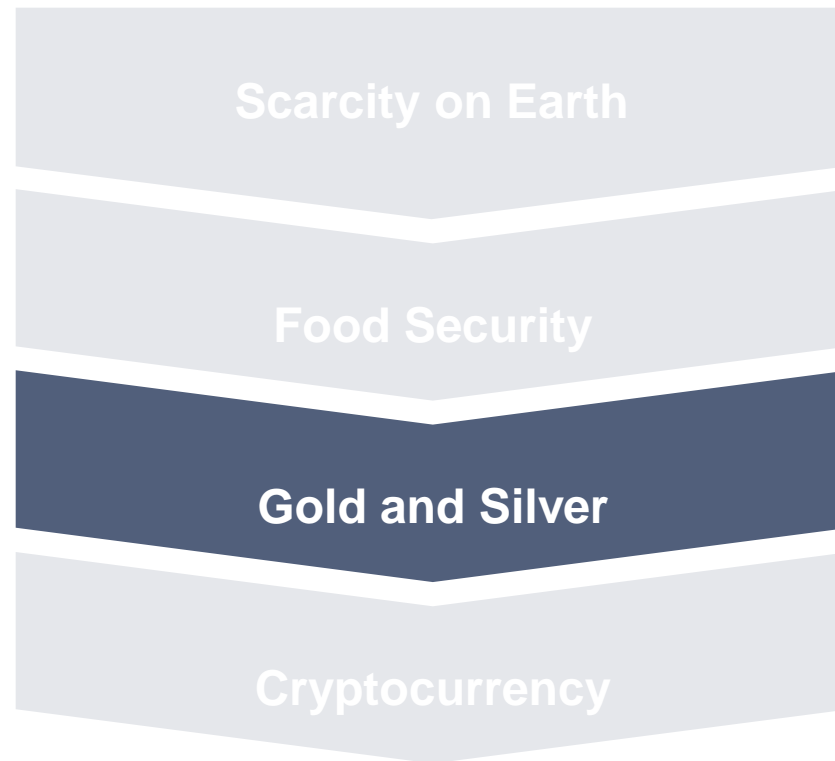 Scarcity on Earth
Food Security
Gold and Silver
Cryptocurrency